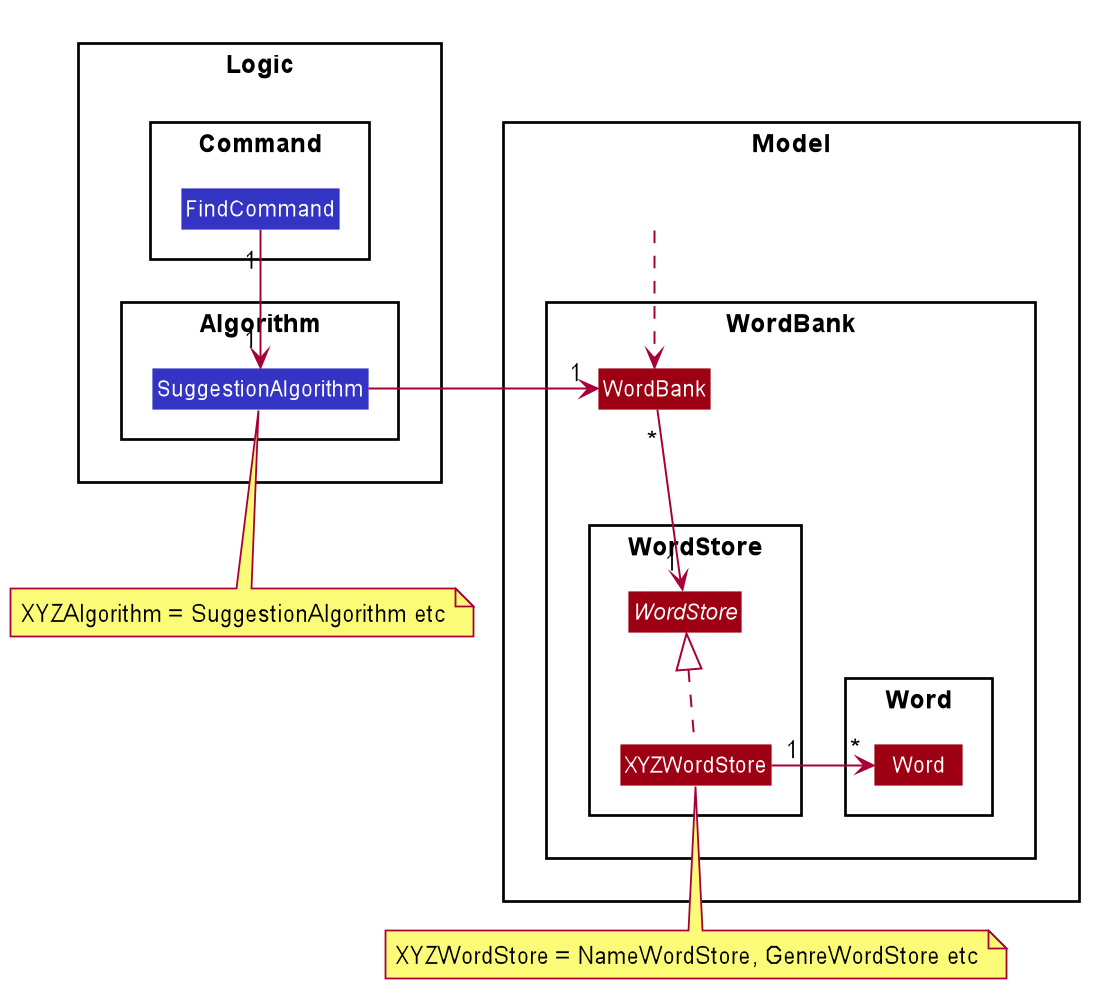 Logic
Command
FindCommand
1
Algorithm
1
SuggestionAlgorithm
XYZAlgorithm = SuggestionAlgorithm etc
Model
WordBank
1
WordBank
*
WordStore
1
WordStore
XYZWordStore
1
*
Word
Word
XYZWordStore = NameWordStore, GenreWordStore etc